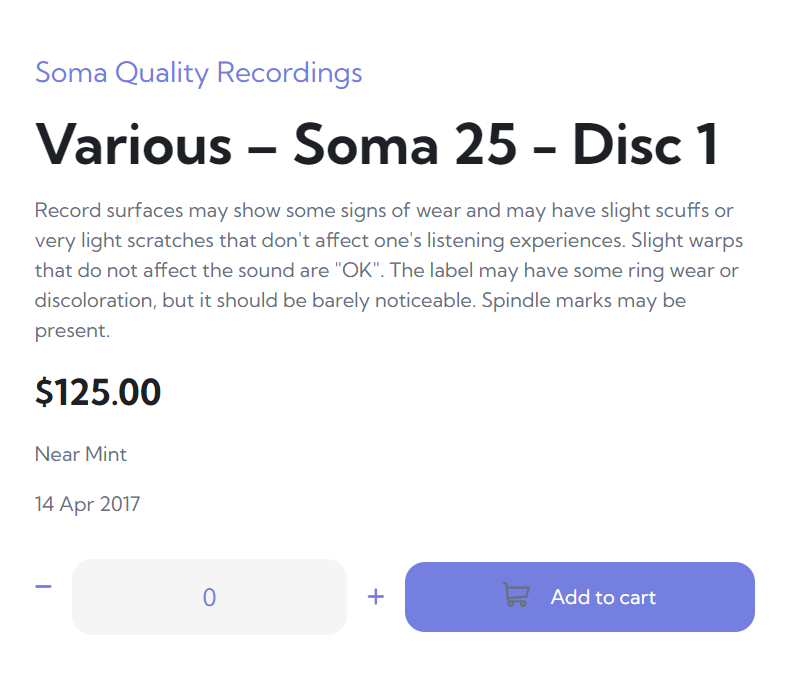 Soma Quality Recordings
Various – Soma 25 - Disc 1
Record surfaces may show some signs of wear and may have slight scuffs or
very light scratches that don't affect one's listening experiences. Slight warps
that do not affect the sound are "OK". The label may have some ring wear or
discoloration, but it should be barely noticeable. Spindle marks may be
present.
$125.00
Near Mint
14 Apr 2017
− 0 + Add to cart